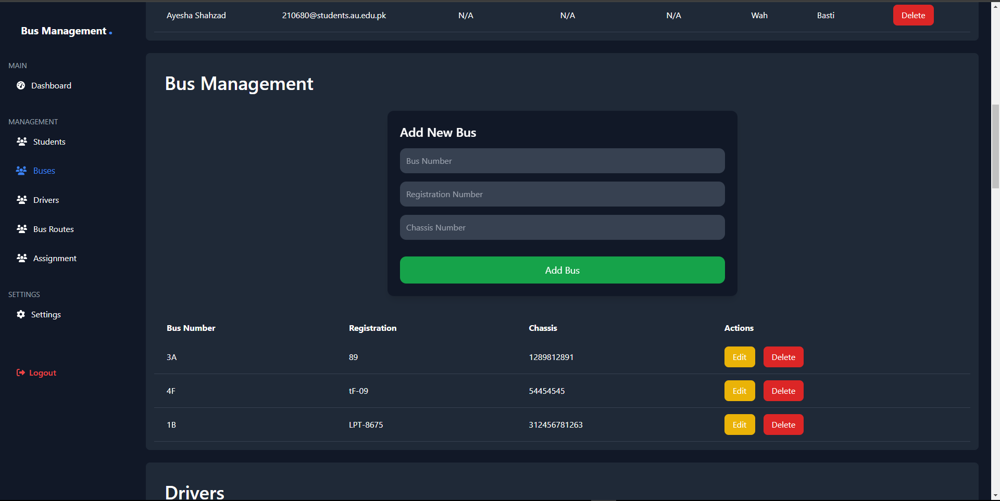 Bus Management .
MAIN
Dashboard
MANAGEMENT
Students
Buses
Drivers
Bus Routes
Assignment
SETTINGS
Settings
Logout
Ayesha Shahzad 210680@students.au.edu.pk N/A N/A N/A Wah Basti Delete
Bus Management
Add New Bus
Bus Number
Registration Number
Chassis Number
Add Bus
Bus Number Registration Chassis Actions
3A 89 1289812891 Edit Delete
4F tF-09 54454545 Edit Delete
1B LPT-8675 312456781263 Edit Delete
Drivers